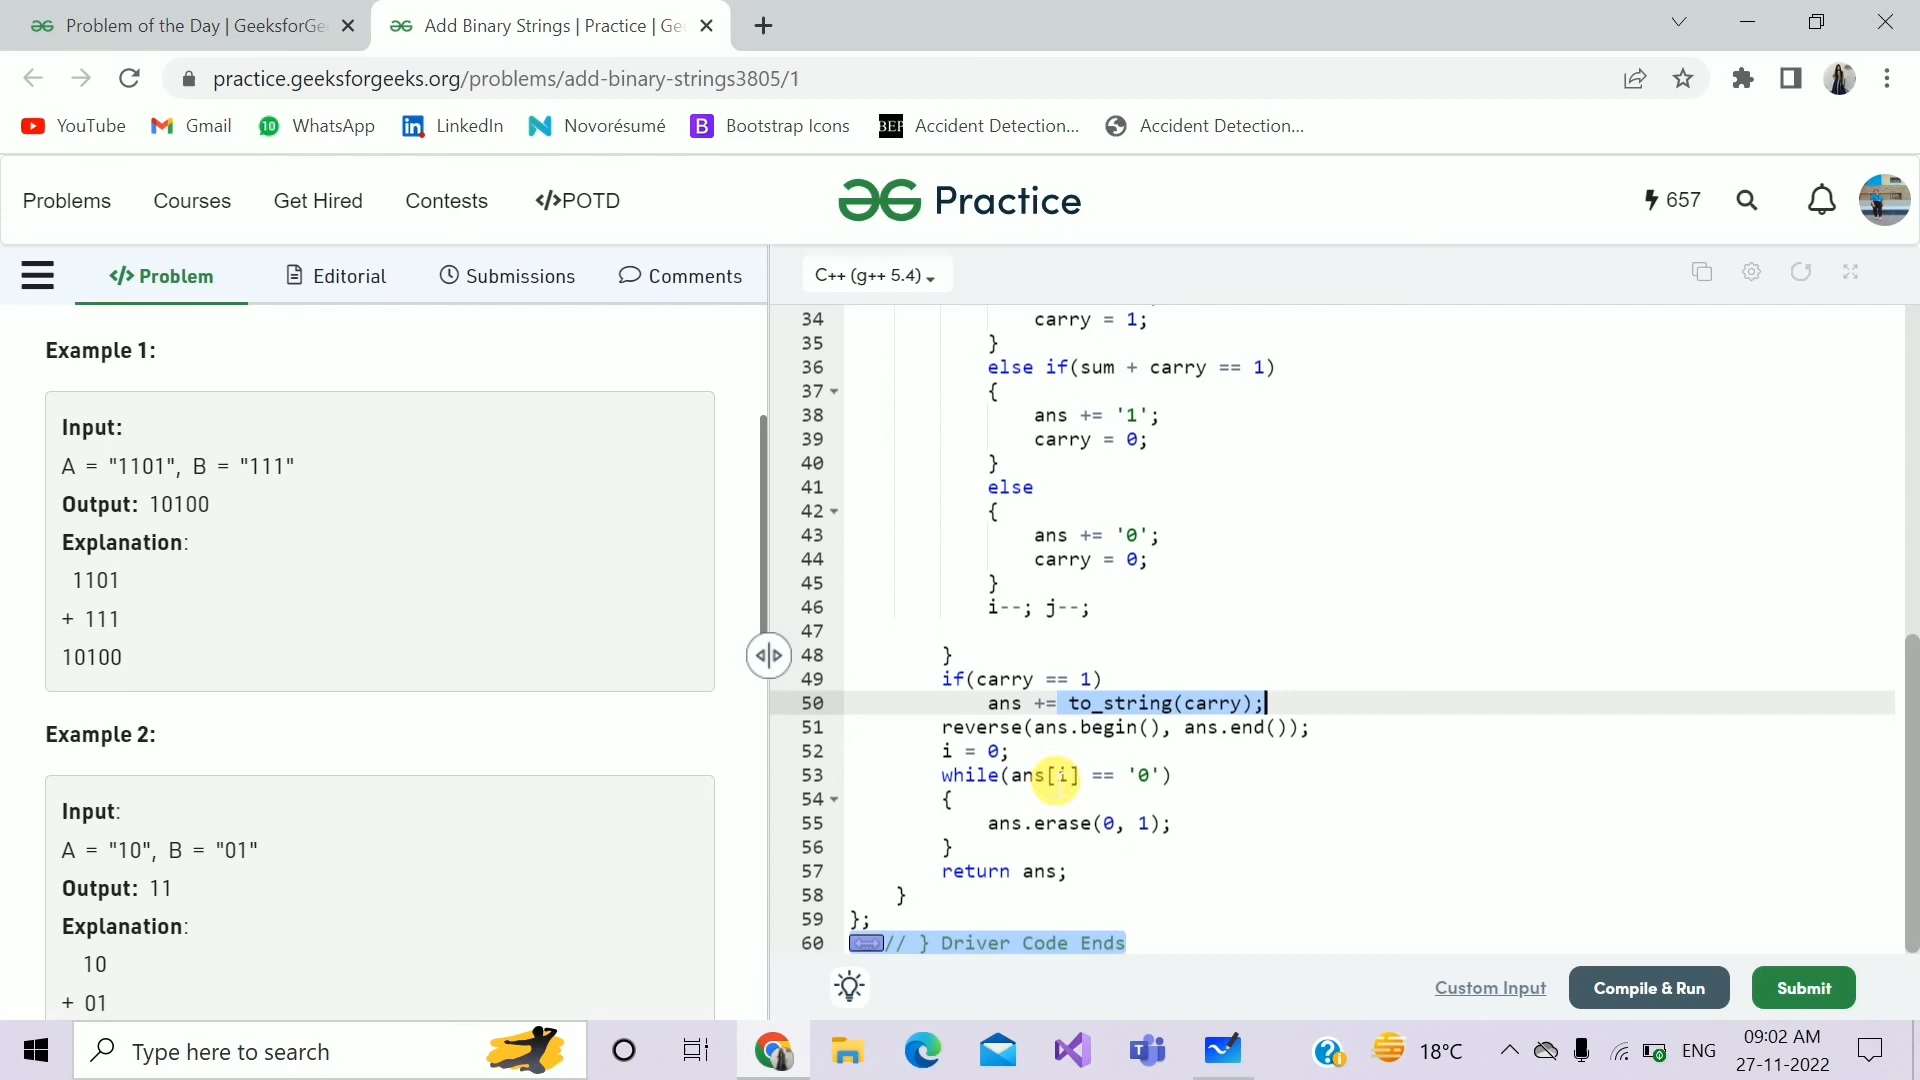 Problem of the Day | GeeksforGe
Add Binary Strings | Practice | Ge
practice.geeksforgeeks.org/problems/add-binary-strings3805/1
YouTube
Gmail
10
WhatsApp
LinkedIn
Novorésumé
B
Bootstrap Icons
BEF
Accident Detection...
Accident Detection...
Problems
Courses
Get Hired
Contests
</>POTD
Practice
657
</> Problem
Editorial
Submissions
Comments
C++ (g++ 5.4)
Example 1:
Input:
A = "1101", B = "111"
Output: 10100
Explanation:
1101
+ 111
10100
Example 2:
Input:
A = "10", B = "01"
Output: 11
Explanation:
10
+ 01
34 carry = 1;
35 }
36 else if(sum + carry == 1)
37 {
38 ans += '1';
39 carry = 0;
40 }
41 else
42 {
43 ans += '0';
44 carry = 0;
45 }
46 i--; j--;
47
48 }
49 if(carry == 1)
50 ans += to_string(carry);
51 reverse(ans.begin(), ans.end());
52 i = 0;
53 while(ans[i] == '0')
54 {
55 ans.erase(0, 1);
56 }
57 return ans;
58 }
59 };
60 // } Driver Code Ends
Custom Input
Compile & Run
Submit
Type here to search
18°C
ENG
09:02 AM
27-11-2022